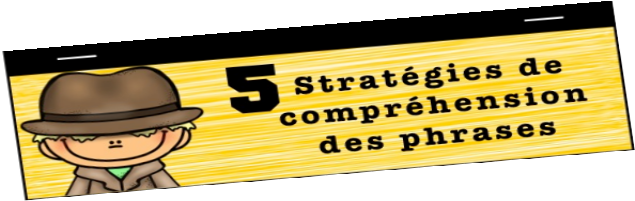 5 Stratégies de
compréhension
des phrases